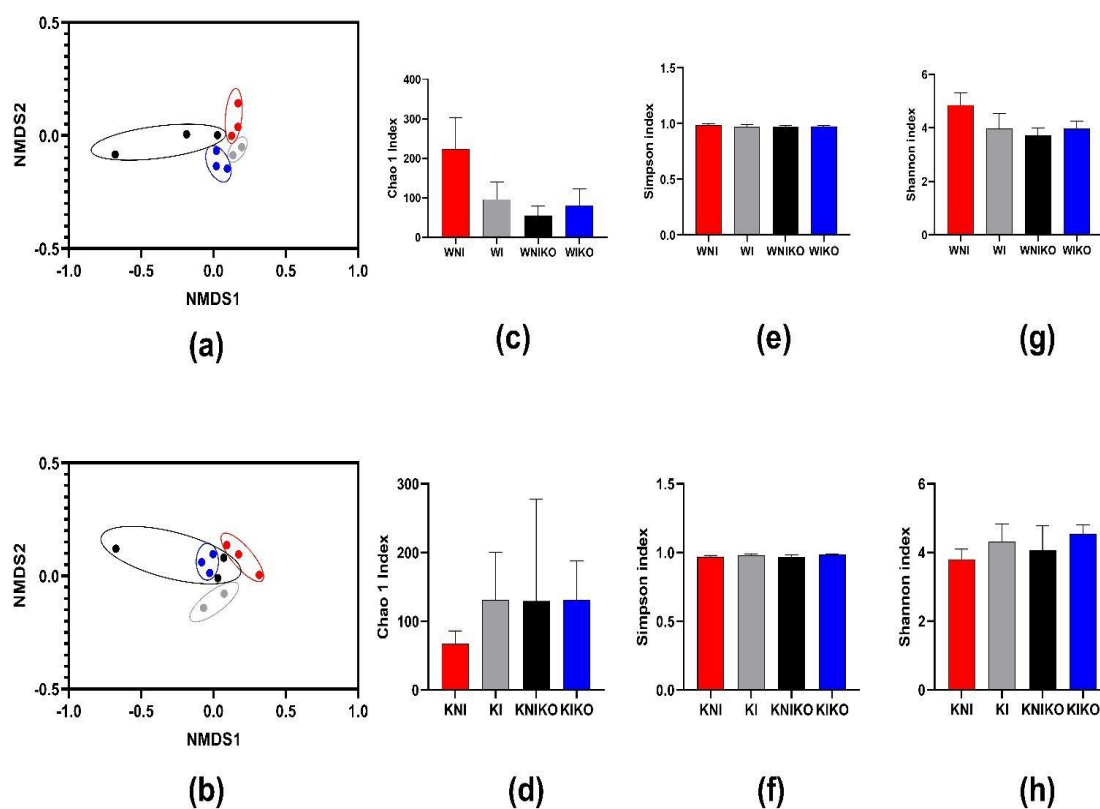 0.5
0.0
-0.5
NMDS2
-1.0 -0.5 0.0 0.5 1.0
NMDS1
(a)
400
300
200
100
0
Chao 1 Index
WNI WI WNIKO WIKO
(c)
1.5
1.0
0.5
0.0
Simpson index
WNI WI WNIKO WIKO
(e)
6
4
2
0
Shannon index
WNI WI WNIKO WIKO
(g)
0.5
0.0
-0.5
NMDS2
-1.0 -0.5 0.0 0.5 1.0
NMDS1
(b)
300
200
100
0
Chao 1 Index
KNI KI KNIKO KIKO
(d)
1.5
1.0
0.5
0.0
Simpson index
KNI KI KNIKO KIKO
(f)
6
4
2
0
Shannon index
KNI KI KNIKO KIKO
(h)